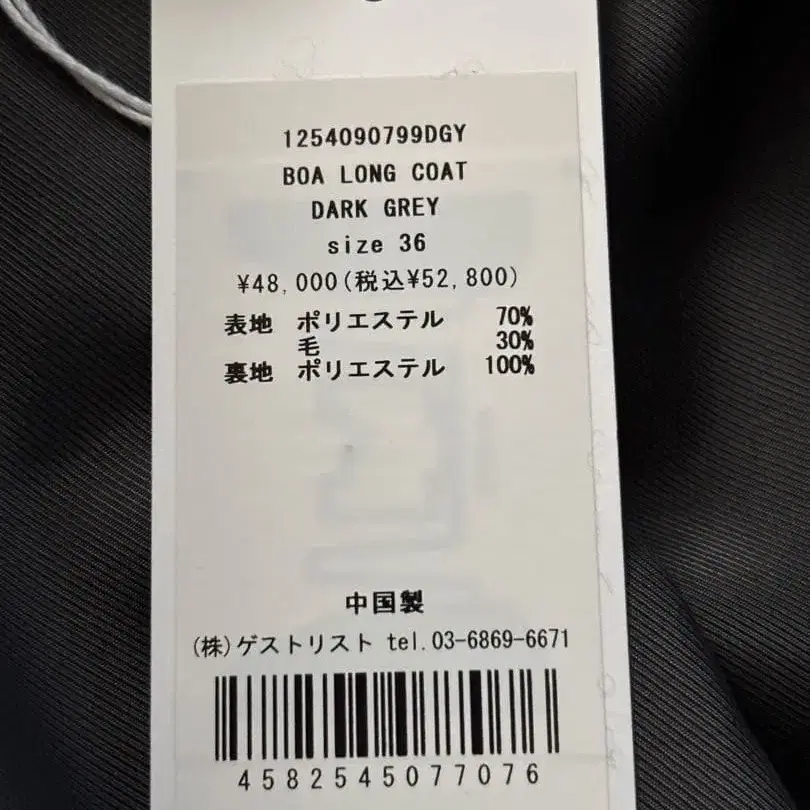 1254090799DGY
BOA LONG COAT
DARK GREY
size 36
¥48,000(税込¥52,800)
表地 ポリエステル 70%
毛 30%
裏地 ポリエステル 100%
中国製
(株)ゲストリスト tel.03-6869-6671
4582545077076